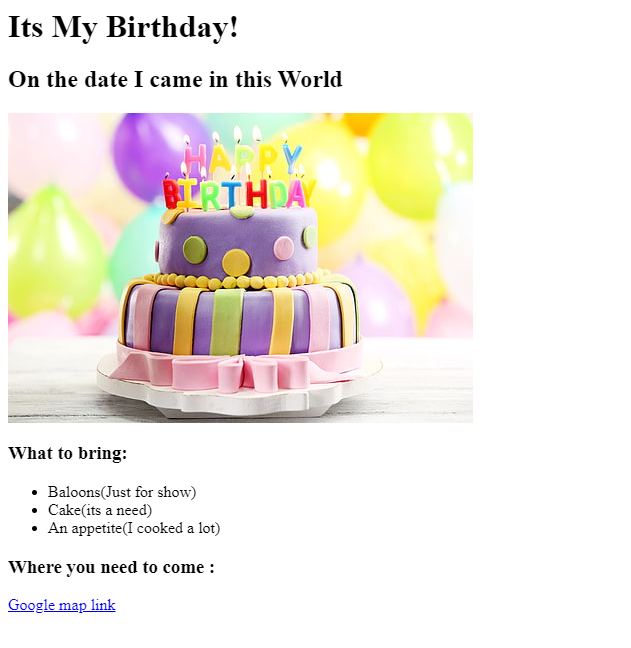 Its My Birthday!
On the date I came in this World
HAPPY
BIRTHDAY
What to bring:
Baloons(Just for show)
Cake(its a need)
An appetite(I cooked a lot)
Where you need to come :
Google map link